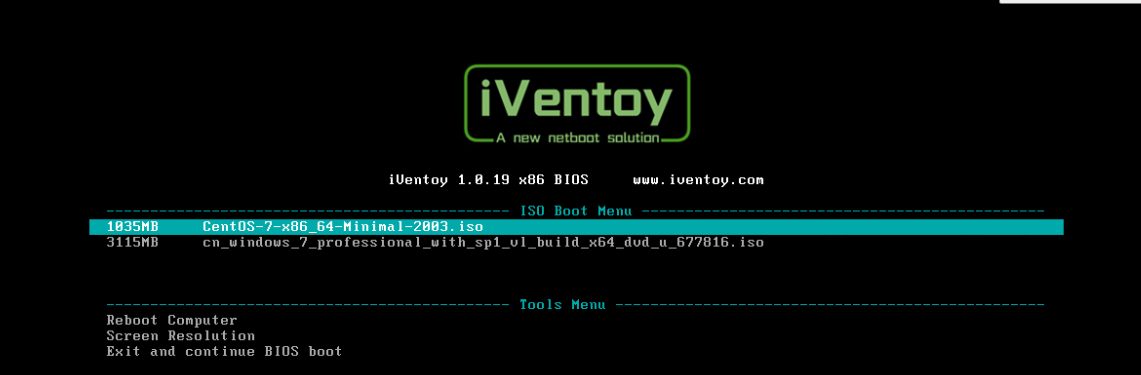 iVentoy
A new netboot solution
iVentoy 1.0.19 x86 BIOS     www.iventoy.com
---------------------------------------------- ISO Boot Menu ----------------------------------------------
1035MB     CentOS-7-x86_64-Minimal-2003.iso
3115MB     cn_windows_7_professional_with_sp1_vl_build_x64_dvd_u_677816.iso
---------------------------------------------- Tools Menu -------------------------------------------------
Reboot Computer
Screen Resolution
Exit and continue BIOS boot